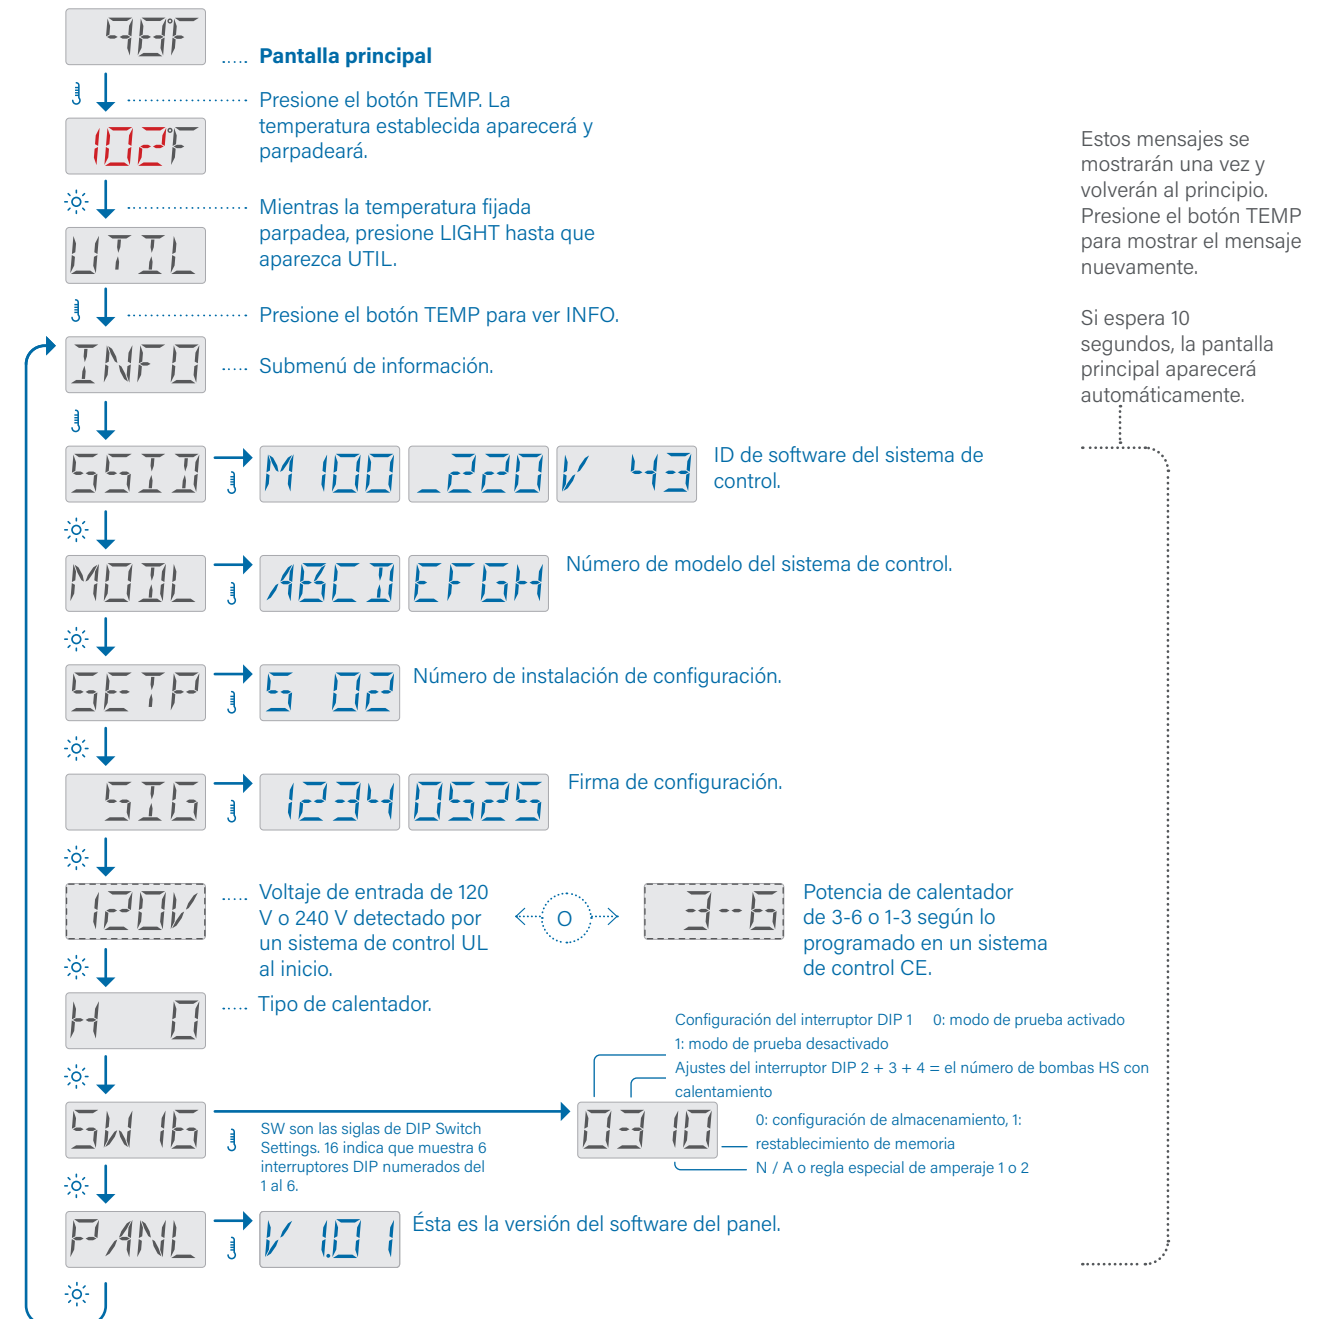 98°F
Pantalla principal
Presione el botón TEMP. La
temperatura establecida aparecerá y
parpadeará.
102°F
Mientras la temperatura fijada
parpadea, presione LIGHT hasta que
aparezca UTIL.
UTIL
Presione el botón TEMP para ver INFO.
INFO
Submenú de información.
Estos mensajes se
mostrarán una vez y
volverán al principio.
Presione el botón TEMP
para mostrar el mensaje
nuevamente.
Si espera 10
segundos, la pantalla
principal aparecerá
automáticamente.
SSID
M 100 _220 V 43
ID de software del sistema de
control.
MODL
ABCD EFGH
Número de modelo del sistema de control.
SETP
S 02
Número de instalación de configuración.
SIG
1234 0525
Firma de configuración.
120V
Voltaje de entrada de 120
V o 240 V detectado por
un sistema de control UL
al inicio.
O
3-6
Potencia de calentador
de 3-6 o 1-3 según lo
programado en un sistema
de control CE.
H 0
Tipo de calentador.
Configuración del interruptor DIP 1 0: modo de prueba activado
1: modo de prueba desactivado
Ajustes del interruptor DIP 2 + 3 + 4 = el número de bombas HS con
calentamiento
SW 16
SW son las siglas de DIP Switch
Settings. 16 indica que muestra 6
interruptores DIP numerados del
1 al 6.
0310
0: configuración de almacenamiento, 1:
restablecimiento de memoria
N / A o regla especial de amperaje 1 o 2
PANL
V 1.01
Ésta es la versión del software del panel.